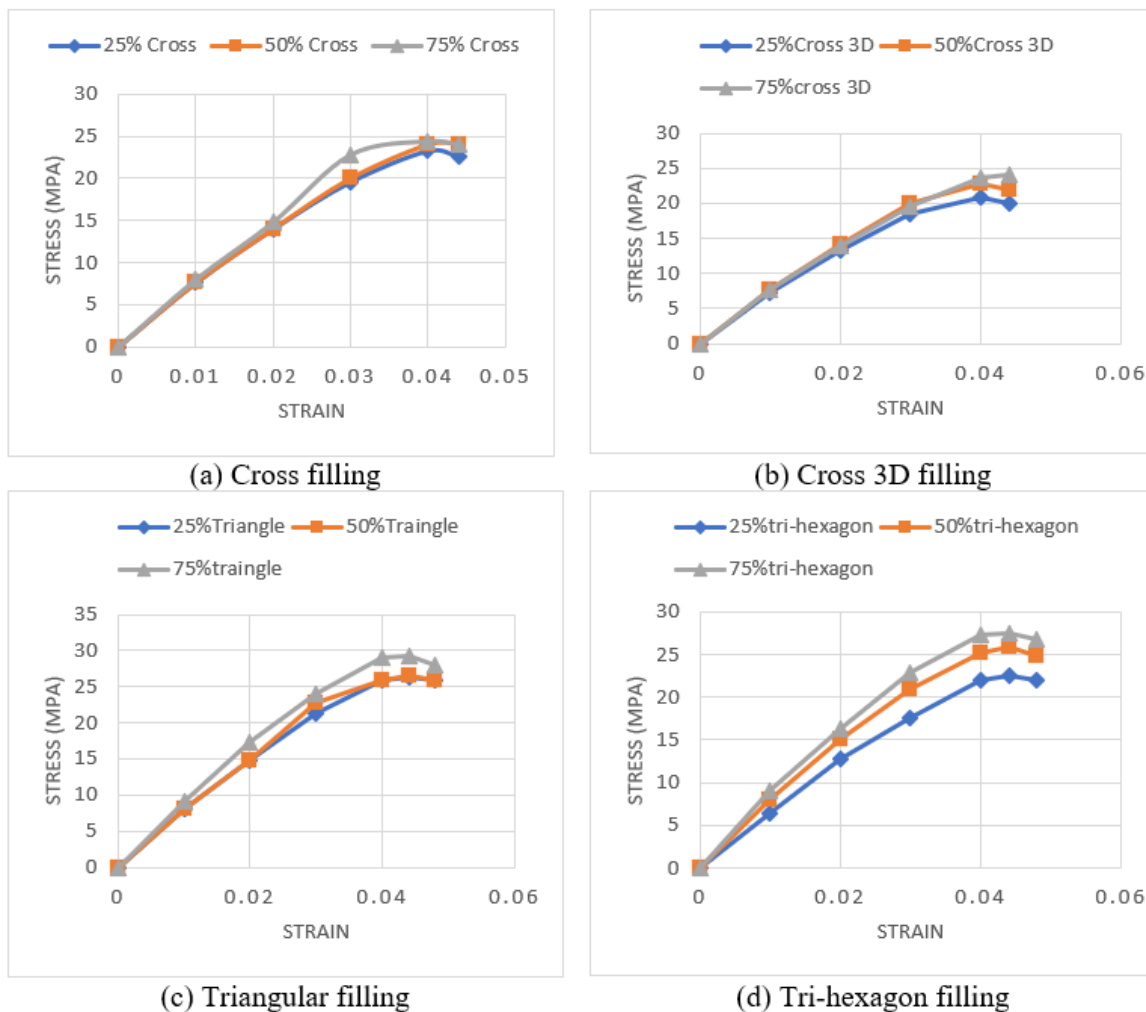 25% Cross 50% Cross 75% Cross
30
25
20
15
10
5
0
STRESS (MPA)
0 0.01 0.02 0.03 0.04 0.05
STRAIN
(a) Cross filling
25%Cross 3D 50%Cross 3D
75%cross 3D
30
25
20
15
10
5
0
STRESS (MPA)
0 0.02 0.04 0.06
STRAIN
(b) Cross 3D filling
25%Triangle 50%Traingle
75%traingle
35
30
25
20
15
10
5
0
STRESS (MPA)
0 0.02 0.04 0.06
STRAIN
(c) Triangular filling
25%tri-hexagon 50%tri-hexagon
75%tri-hexagon
30
25
20
15
10
5
0
STRESS (MPA)
0 0.02 0.04 0.06
STRAIN
(d) Tri-hexagon filling